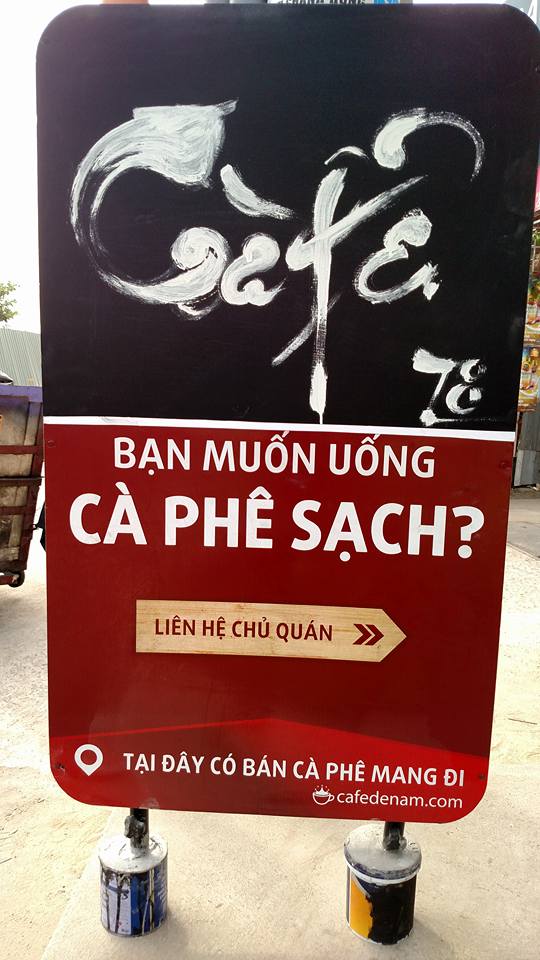 Càfê
BẠN MUỐN UỐNG
CÀ PHÊ SẠCH?
LIÊN HỆ CHỦ QUÁN
TẠI ĐÂY CÓ BÁN CÀ PHÊ MANG ĐI
cafedenam.com